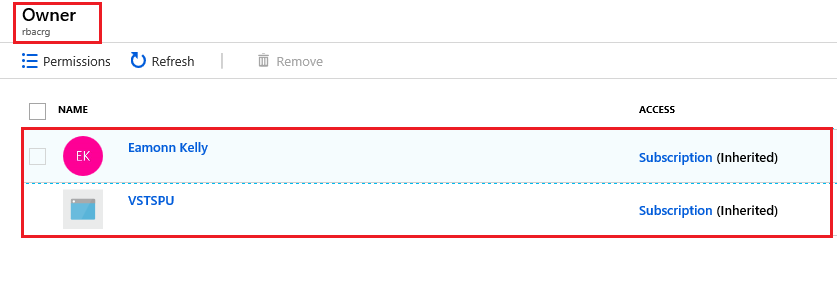 Owner
rbacrg
Permissions Refresh Remove
NAME ACCESS
EK Eamonn Kelly Subscription (Inherited)
VSTSPU Subscription (Inherited)